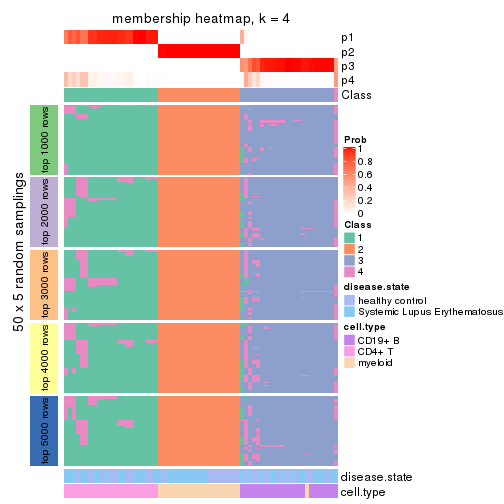 membership heatmap, k = 4
p1
p2
p3
p4
Class
50 x 5 random samplings
top 1000 rows
top 2000 rows
top 3000 rows
top 4000 rows
top 5000 rows
disease.state
cell.type
Prob
1
0.8
0.6
0.4
0.2
0
Class
1
2
3
4
disease.state
healthy control
Systemic Lupus Erythematosus
cell.type
CD19+ B
CD4+ T
myeloid